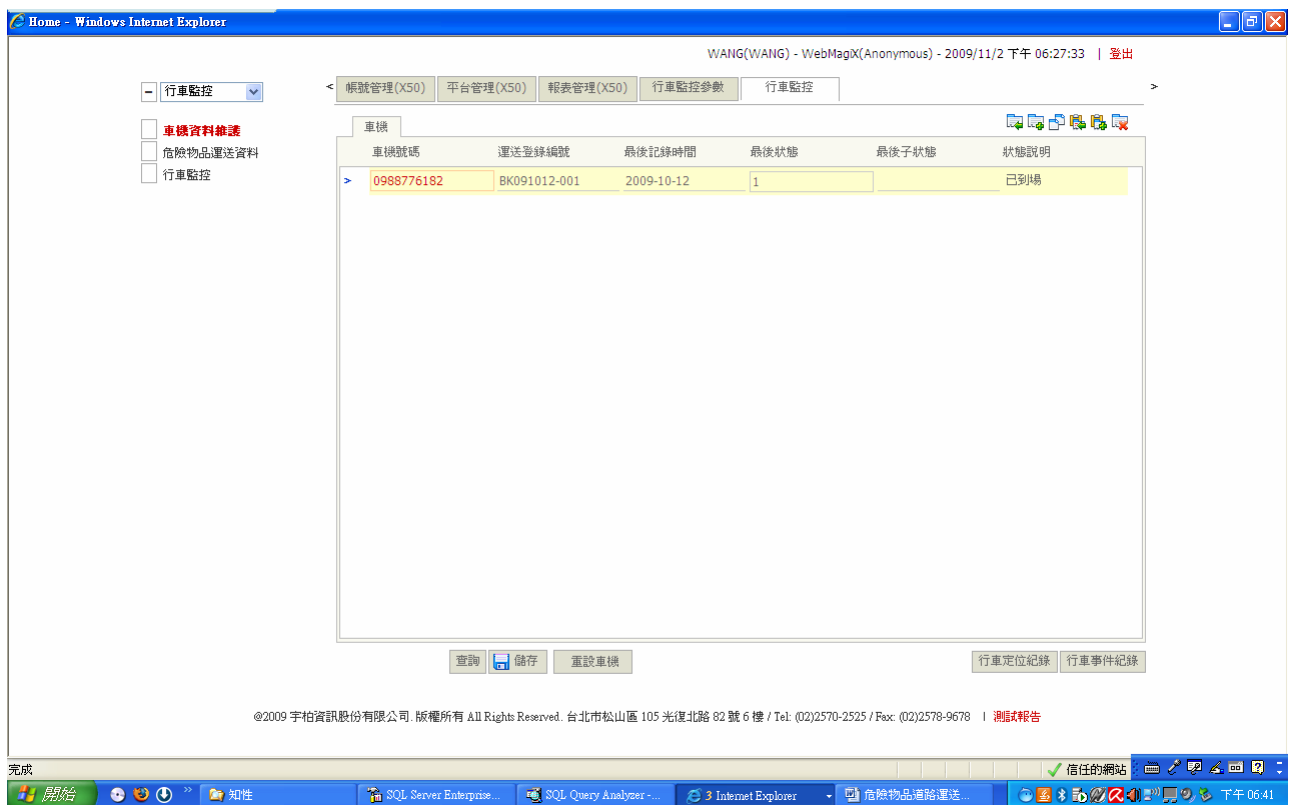 Home - Windows Internet Explorer
WANG(WANG) - WebMagiX(Anonymous) - 2009/11/2 下午 06:27:33 | 登出
行車監控
< 帳號管理(X50) 平台管理(X50) 報表管理(X50) 行車監控參數 行車監控 >
車機資料維護
危險物品運送資料
行車監控
車機
車機號碼 運送登錄編號 最後記錄時間 最後狀態 最後子狀態 狀態說明
> 0988776182 BK091012-001 2009-10-12 1 已到場
查詢 儲存 重設車機 行車定位紀錄 行車事件紀錄
@2009 宇柏資訊股份有限公司. 版權所有 All Rights Reserved. 台北市松山區 105 光復北路 82 號 6 樓 / Tel: (02)2570-2525 / Fax: (02)2578-9678 | 測試報告
完成 信任的網站
開始 知性 SQL Server Enterprise... SQL Query Analyzer -... 3 Internet Explorer 危險物品道路運送... 下午 06:41